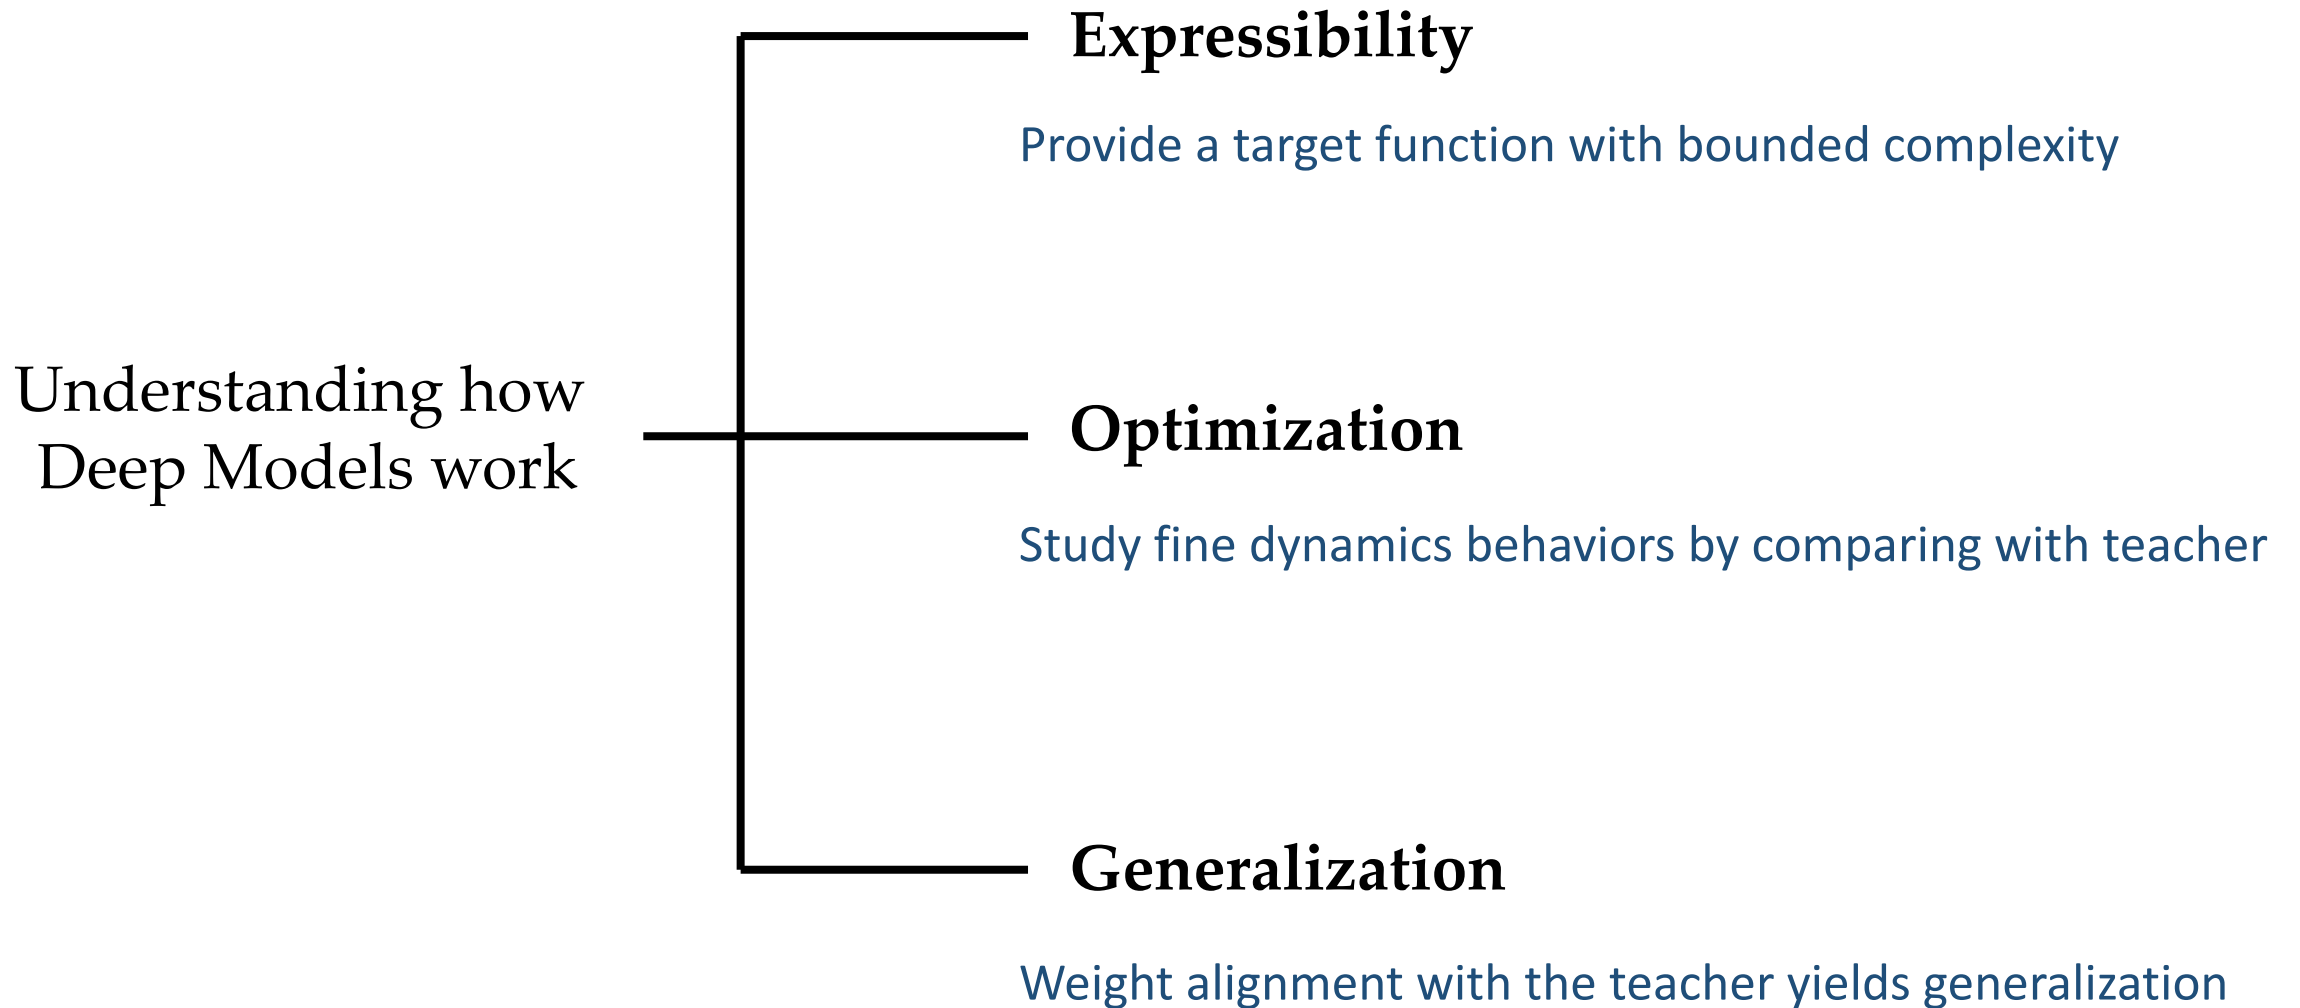 Expressibility
Provide a target function with bounded complexity
Understanding how
Deep Models work
Optimization
Study fine dynamics behaviors by comparing with teacher
Generalization
Weight alignment with the teacher yields generalization